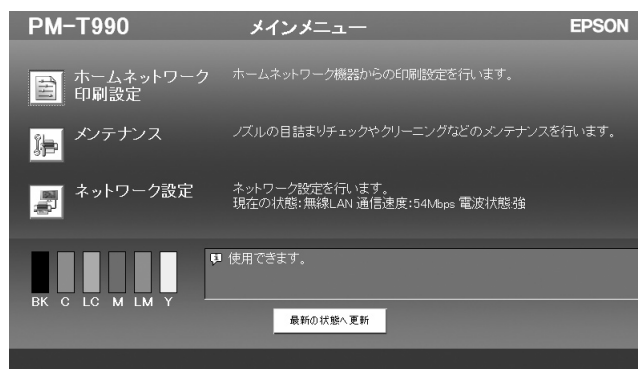 PM-T990 メインメニュー EPSON
ホームネットワーク
印刷設定
ホームネットワーク機器からの印刷設定を行います。
メンテナンス
ノズルの目詰まりチェックやクリーニングなどのメンテナンスを行います。
ネットワーク設定
ネットワーク設定を行います。
現在の状態:無線LAN 通信速度:54Mbps 電波状態:強
使用できます。
BK C LC M LM Y
最新の状態へ更新